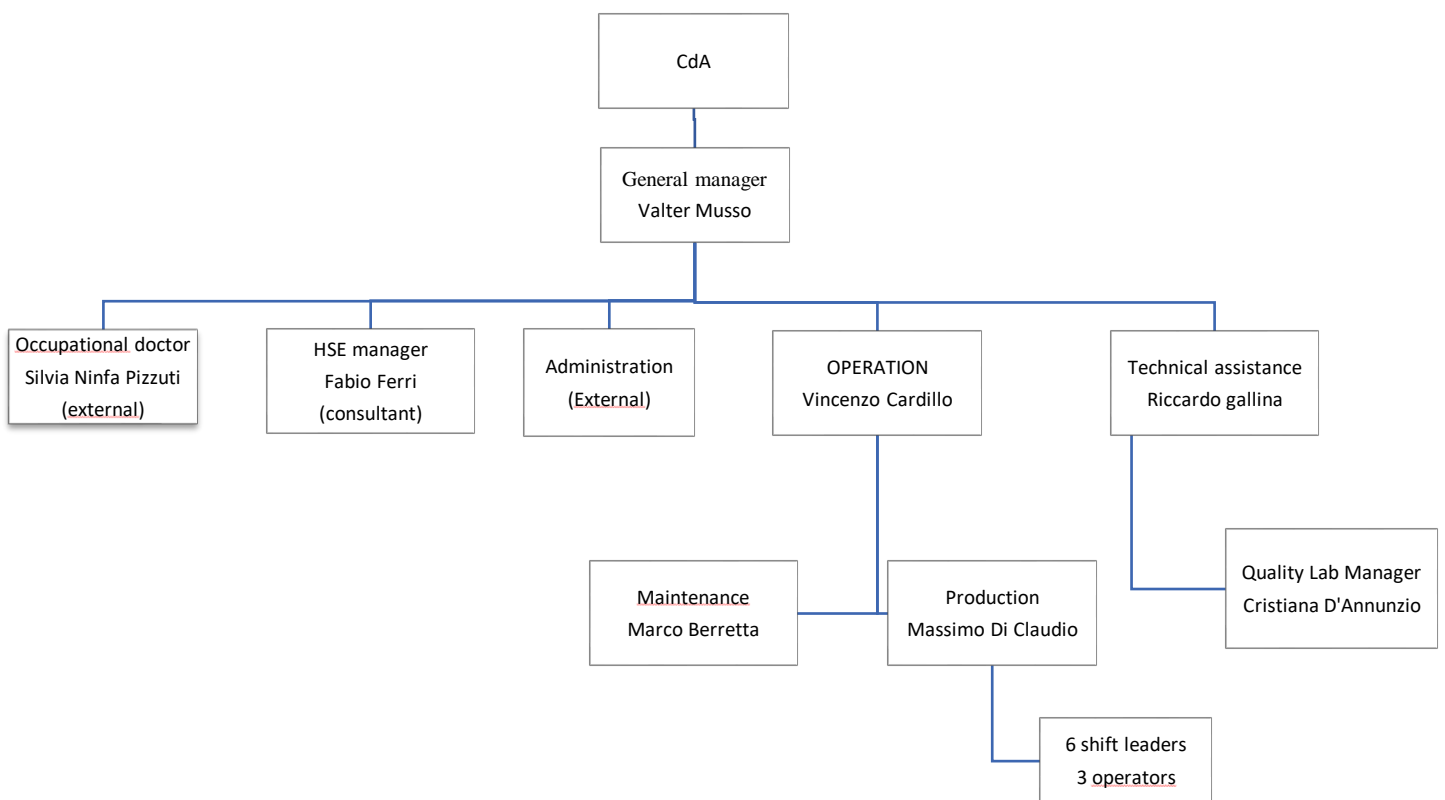 CdA
General manager
Valter Musso
Occupational doctor
Silvia Ninfa Pizzuti
(external)
HSE manager
Fabio Ferri
(consultant)
Administration
(External)
OPERATION
Vincenzo Cardillo
Technical assistance
Riccardo gallina
Maintenance
Marco Berretta
Production
Massimo Di Claudio
Quality Lab Manager
Cristiana D'Annunzio
6 shift leaders
3 operators